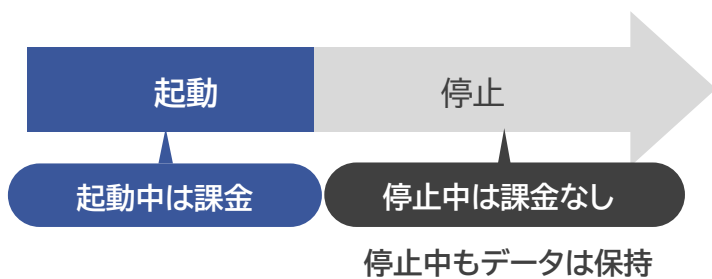 起動
停止
起動中は課金
停止中は課金なし
停止中もデータは保持